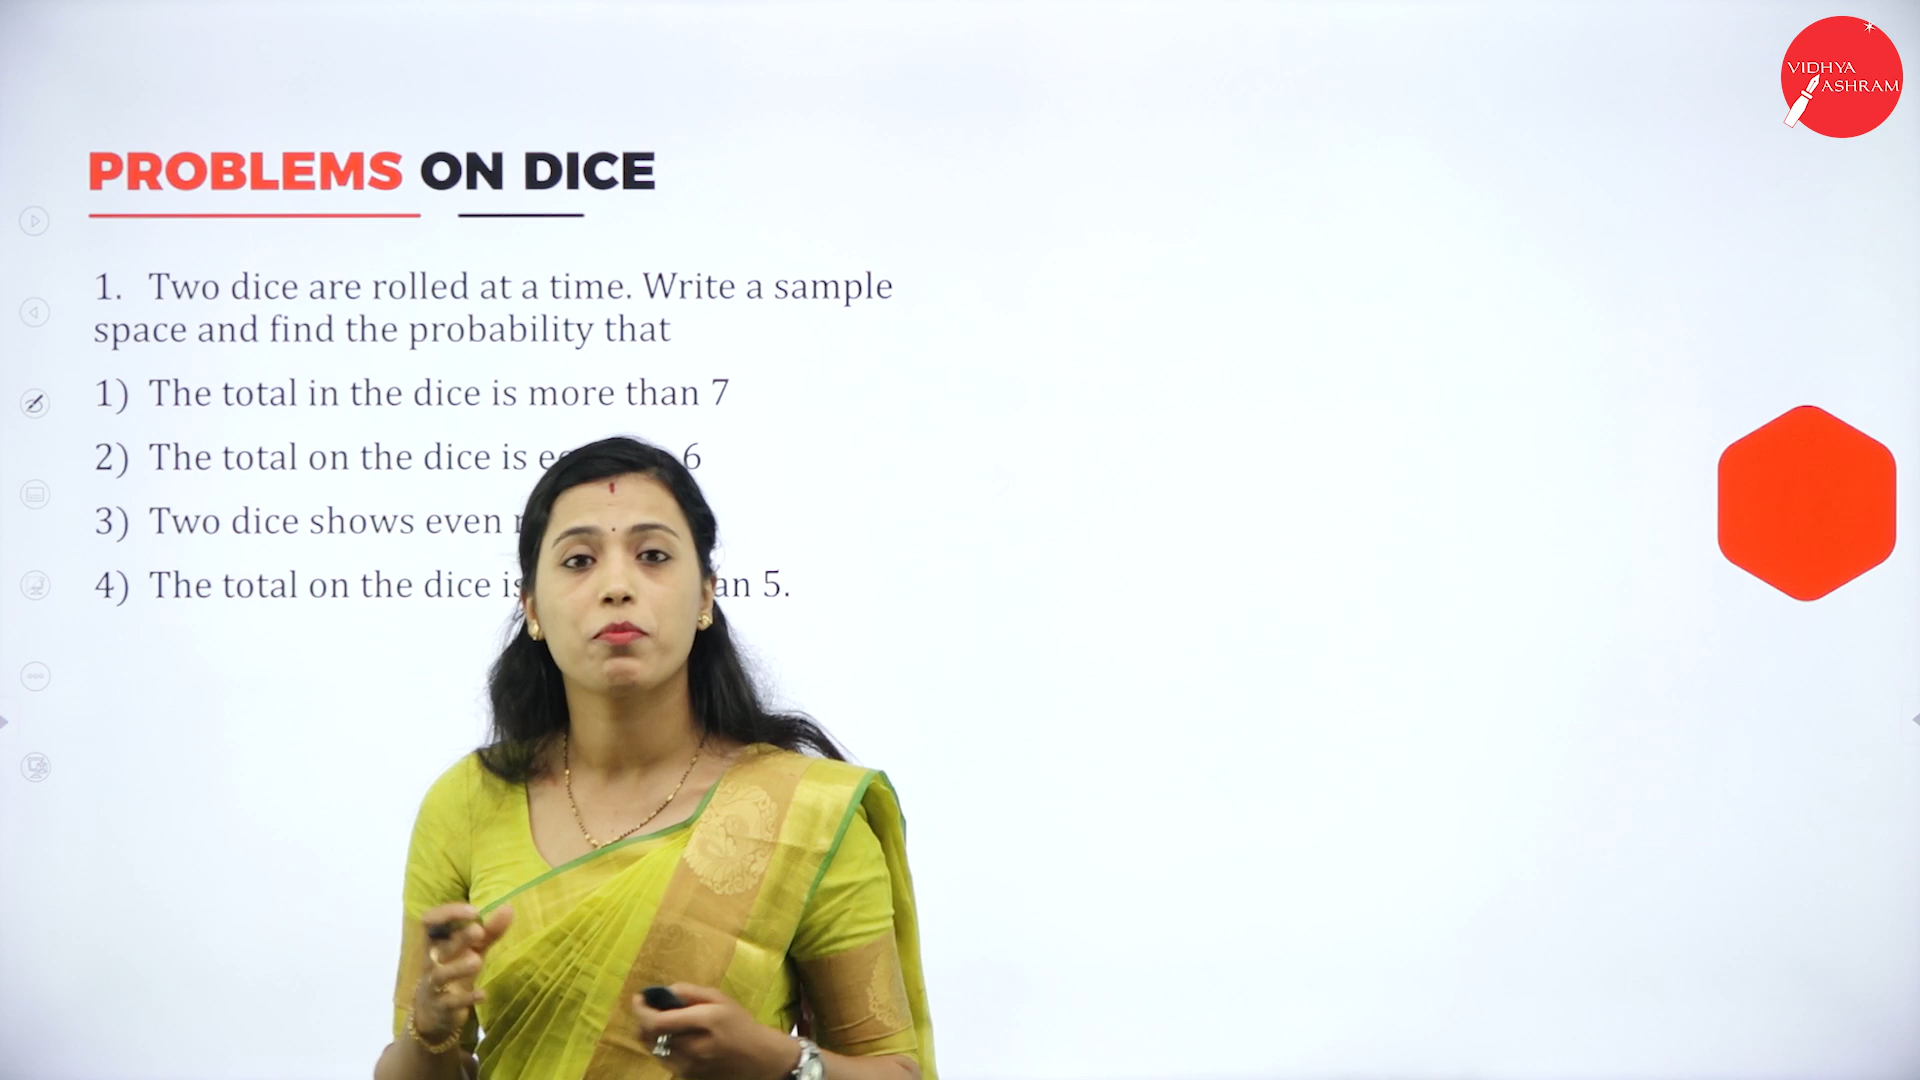 VIDHYA
ASHRAM
PROBLEMS ON DICE
1. Two dice are rolled at a time. Write a sample
space and find the probability that
1) The total in the dice is more than 7
2) The total on the dice is 6
3) Two dice shows even
4) The total on the dice is 5.